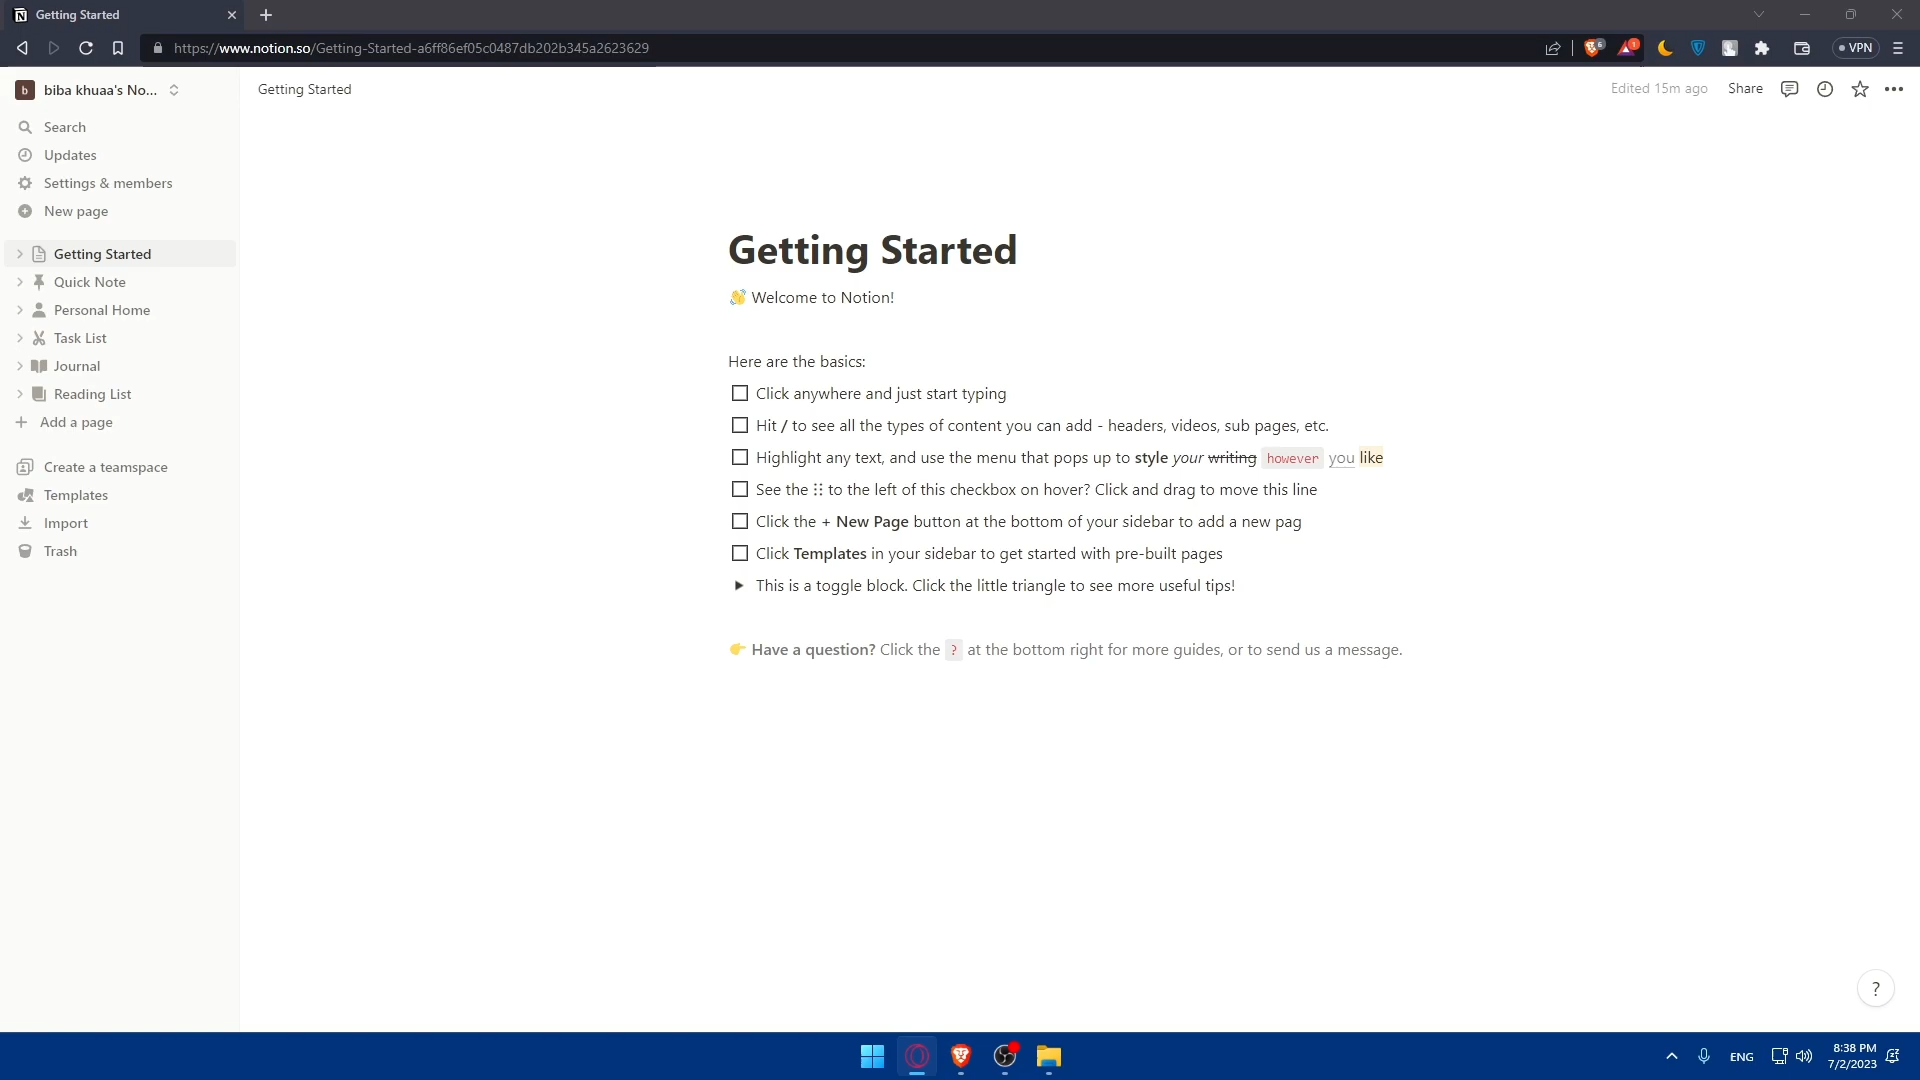 Getting Started
https://www.notion.so/Getting-Started-a6ff86ef05c0487db202b345a2623629
6
1
VPN
b
biba khuaa's No...
Getting Started
Edited 15m ago
Share
Search
Updates
Settings & members
New page
Getting Started
Quick Note
Personal Home
Task List
Journal
Reading List
Add a page
Create a teamspace
Templates
Import
Trash
Getting Started
👋 Welcome to Notion!
Here are the basics:
Click anywhere and just start typing
Hit / to see all the types of content you can add - headers, videos, sub pages, etc.
Highlight any text, and use the menu that pops up to style your writing however you like
See the ⋮⋮ to the left of this checkbox on hover? Click and drag to move this line
Click the + New Page button at the bottom of your sidebar to add a new pag
Click Templates in your sidebar to get started with pre-built pages
This is a toggle block. Click the little triangle to see more useful tips!
👉 Have a question? Click the ? at the bottom right for more guides, or to send us a message.
?
ENG
8:38 PM
7/2/2023